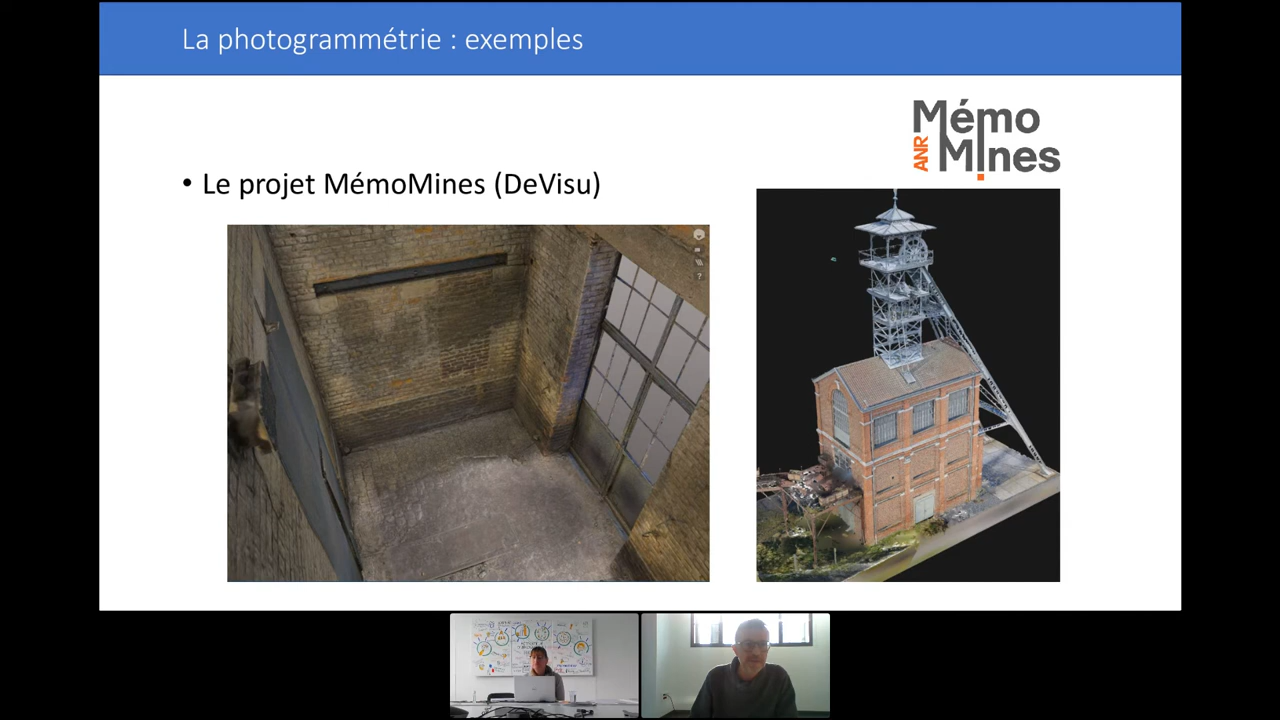 La photogrammétrie : exemples
Mémo
ANR
Mines
• Le projet MémoMines (DeVisu)
?